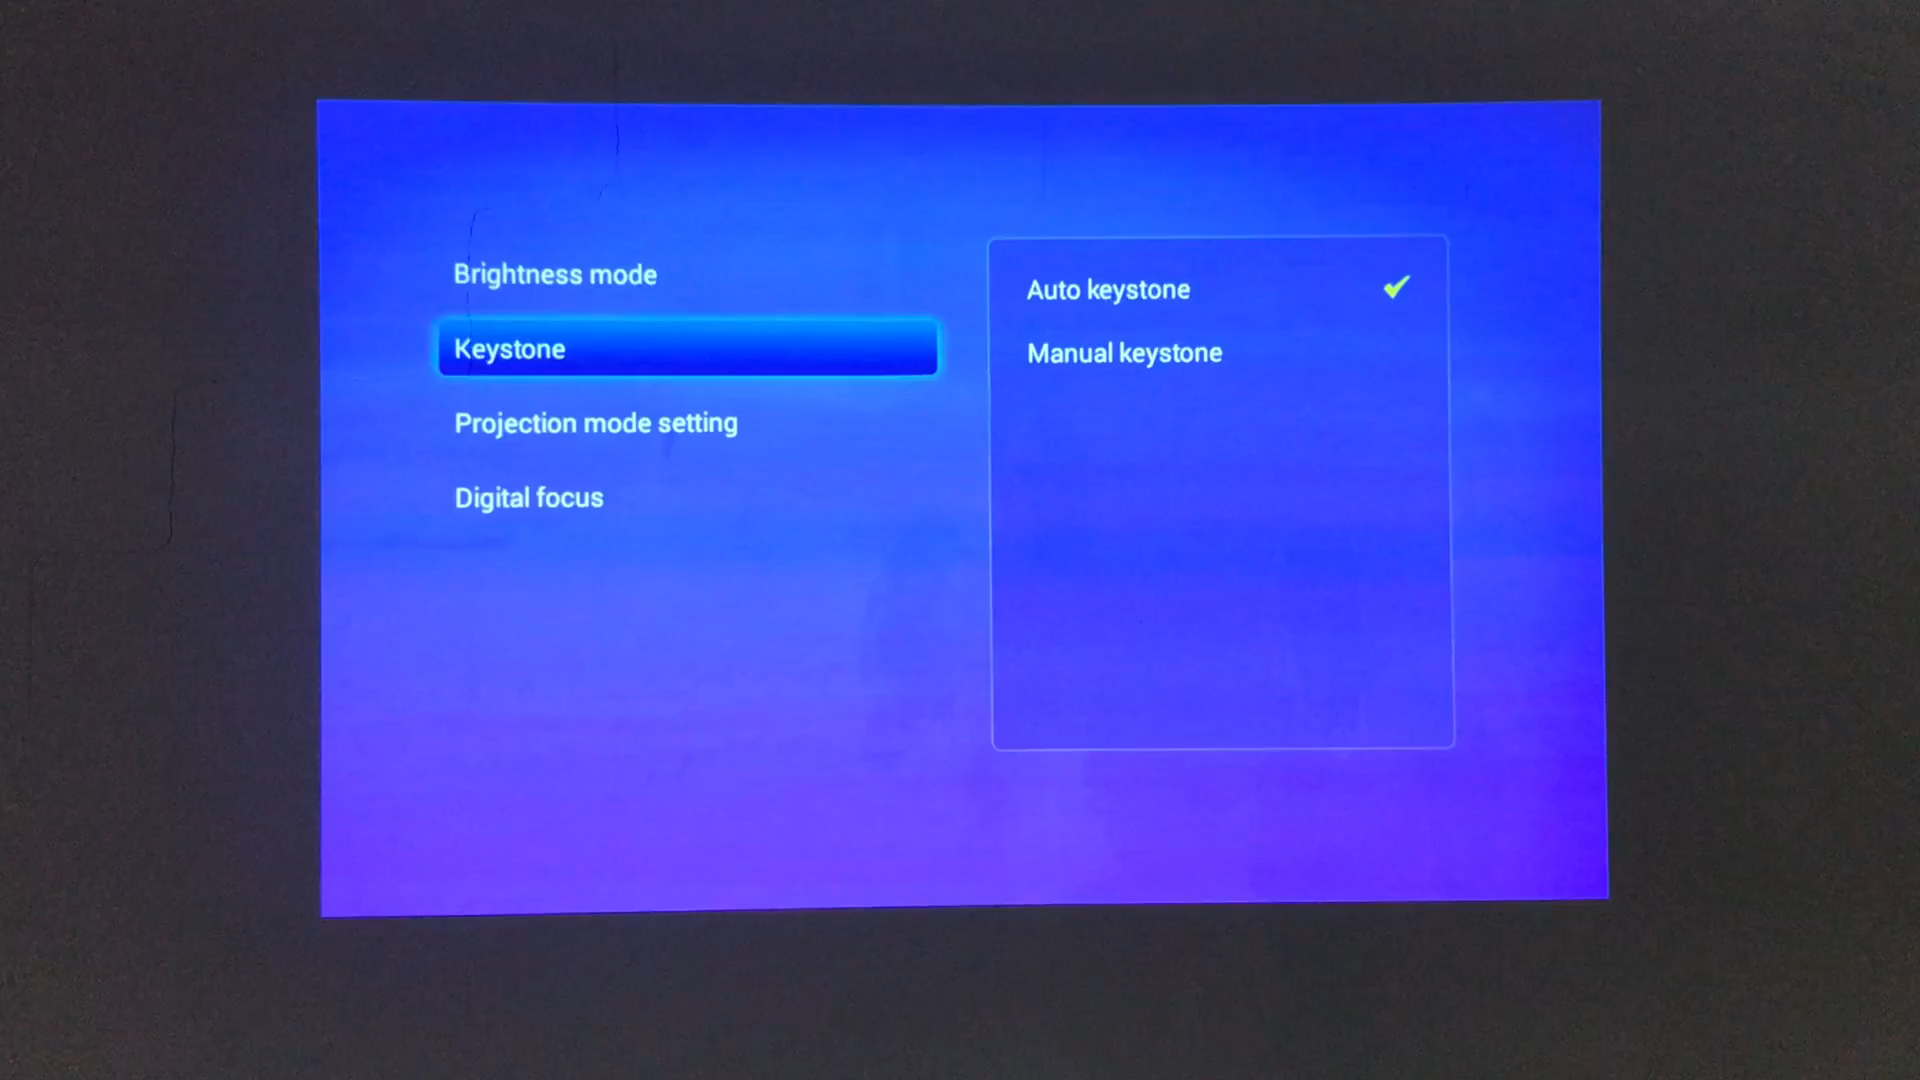 Brightness mode
Keystone
Projection mode setting
Digital focus
Auto keystone
Manual keystone